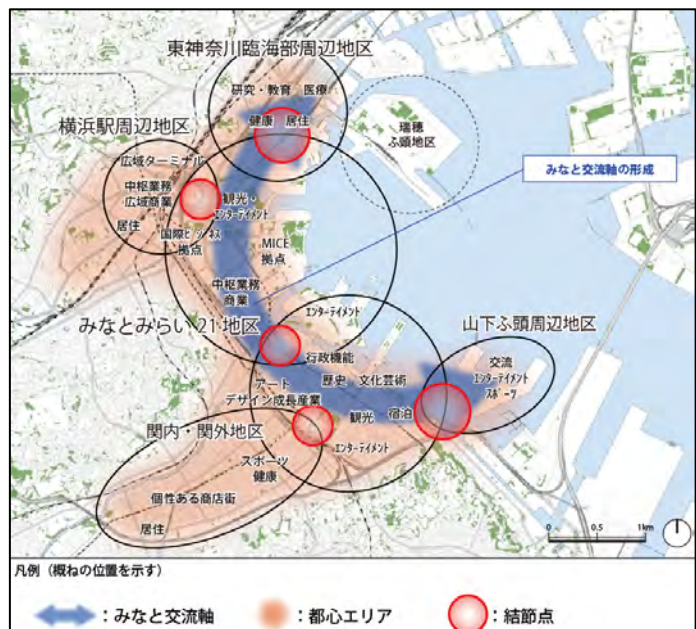 東神奈川臨海部周辺地区
研究・教育 医療
健康 居住
瑞穂
ふ頭地区
横浜駅周辺地区
広域ターミナル
中枢業務
広域商業
居住
国際ビジネス
拠点
観光・
エンターテイメント
みなと交流軸の形成
MICE
拠点
中枢業務
商業
みなとみらい21地区
エンターテイメント
行政機能
山下ふ頭周辺地区
交流
エンターテイメント
スポーツ
歴史・文化芸術
アート
デザイン成長産業
観光
宿泊
エンターテイメント
関内・関外地区
スポーツ
健康
個性ある商店街
居住
0 0.5 1km
凡例（概ねの位置を示す）
：みなと交流軸
：都心エリア
：結節点